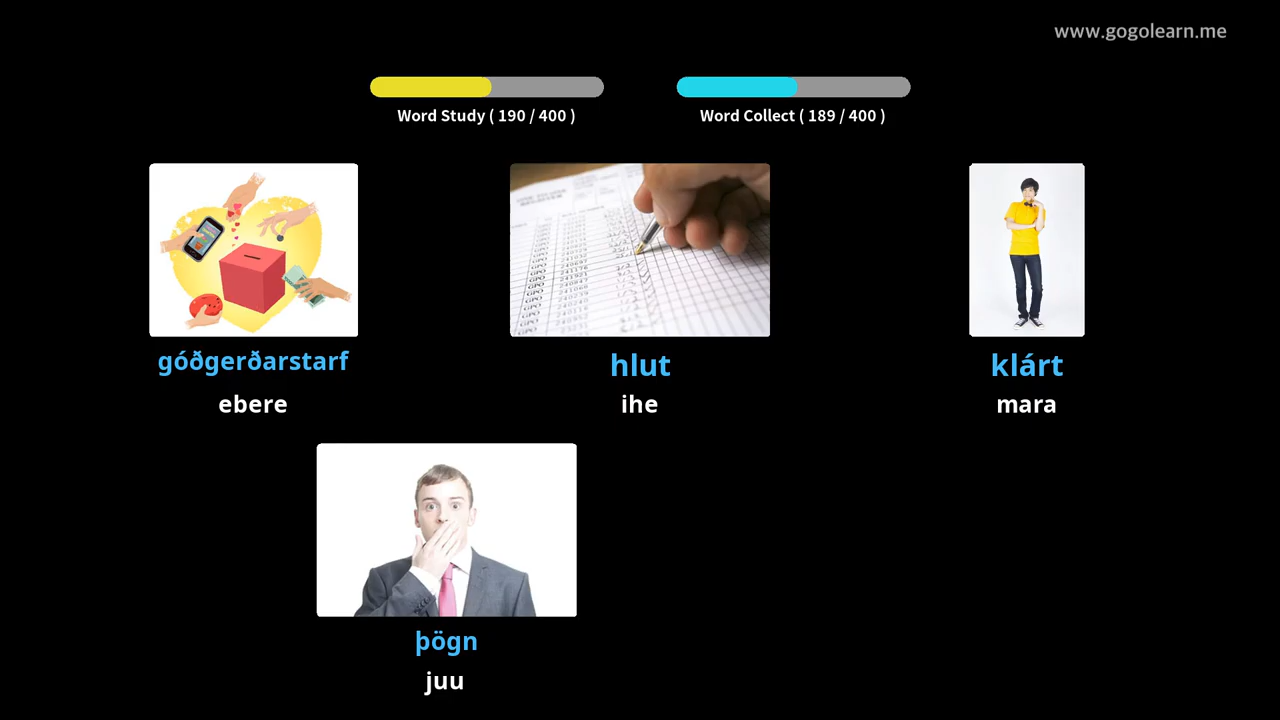 www.gogolearn.me
Word Study ( 190 / 400 )
Word Collect ( 189 / 400 )
góðgerðarstarf
ebere
hlut
ihe
klárt
mara
þögn
juu